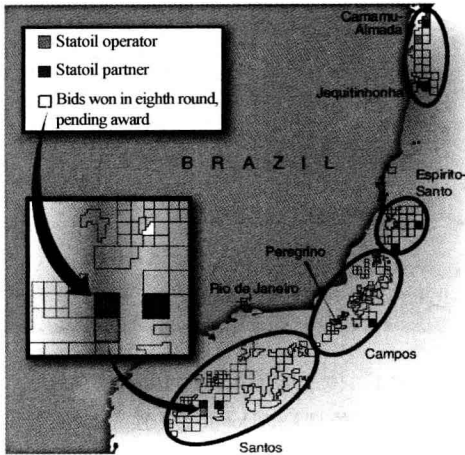 Statoil operator
Statoil partner
Bids won in eighth round,
pending award
Camamu-
Almada
Jequitinhonha
BRAZIL
Espirito-
Santo
Peregrino
Rio de Janeiro
Campos
Santos